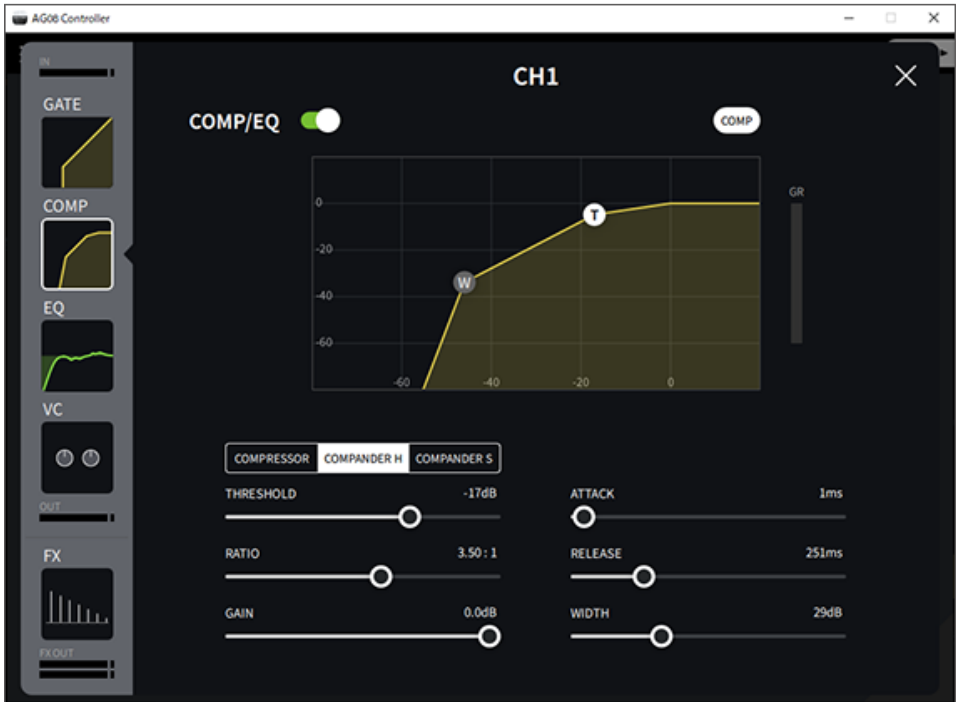 AG08 Controller
IN
GATE
COMP
EQ
VC
OUT
FX
FX OUT
CH1
COMP/EQ
COMP
GR
0
-20
-40
-60
T
W
-60 -40 -20 0
COMPRESSOR COMPANDER H COMPANDER S
THRESHOLD -17dB
ATTACK 1ms
RATIO 3.50 : 1
RELEASE 251ms
GAIN 0.0dB
WIDTH 29dB